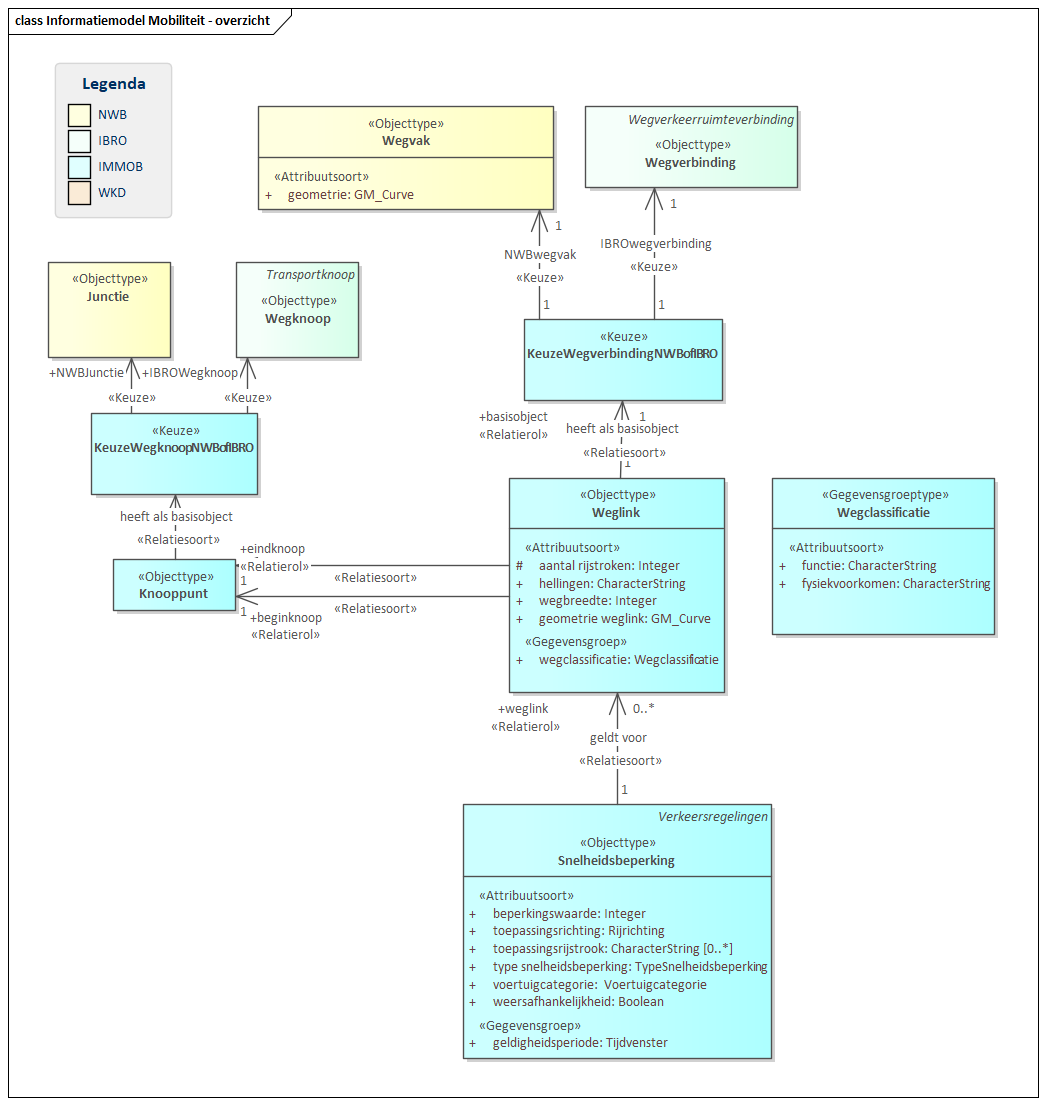 class Informatiemodel Mobiliteit - overzicht
Legenda
NWB
IBRO
IMMOB
WKD
«Objecttype»
Wegvak
«Attribuutsoort»
+ geometrie: GM_Curve
Wegverkeerruimteverbinding
«Objecttype»
Wegverbinding
1
NWBwegvak
«Keuze»
1
1
IBROwegverbinding
«Keuze»
1
«Objecttype»
Junctie
Transportknoop
«Objecttype»
Wegknoop
+NWBJunctie
«Keuze»
+IBROWegknoop
«Keuze»
«Keuze»
KeuzeWegknoopNWBofIBRO
«Keuze»
KeuzeWegverbindingNWBofIBRO
+basisobject
«Relatierol»
1
heeft als basisobject
«Relatiesoort»
1
heeft als basisobject
«Relatiesoort»
«Objecttype»
Knooppunt
+eindknoop
«Relatierol»
1
«Relatiesoort»
«Relatiesoort»
1
+beginknoop
«Relatierol»
«Objecttype»
Weglink
«Attribuutsoort»
# aantal rijstroken: Integer
+ hellingen: CharacterString
+ wegbreedte: Integer
+ geometrie weglink: GM_Curve
«Gegevensgroep»
+ wegclassificatie: Wegclassificatie
«Gegevensgroeptype»
Wegclassificatie
«Attribuutsoort»
+ functie: CharacterString
+ fysiekvoorkomen: CharacterString
+weglink
«Relatierol»
0..*
geldt voor
«Relatiesoort»
1
Verkeersregelingen
«Objecttype»
Snelheidsbeperking
«Attribuutsoort»
+ beperkingswaarde: Integer
+ toepassingsrichting: Rijrichting
+ toepassingsrijstrook: CharacterString [0..*]
+ type snelheidsbeperking: TypeSnelheidsbeperking
+ voertuigcategorie: Voertuigcategorie
+ weersafhankelijkheid: Boolean
«Gegevensgroep»
+ geldigheidsperiode: Tijdvenster